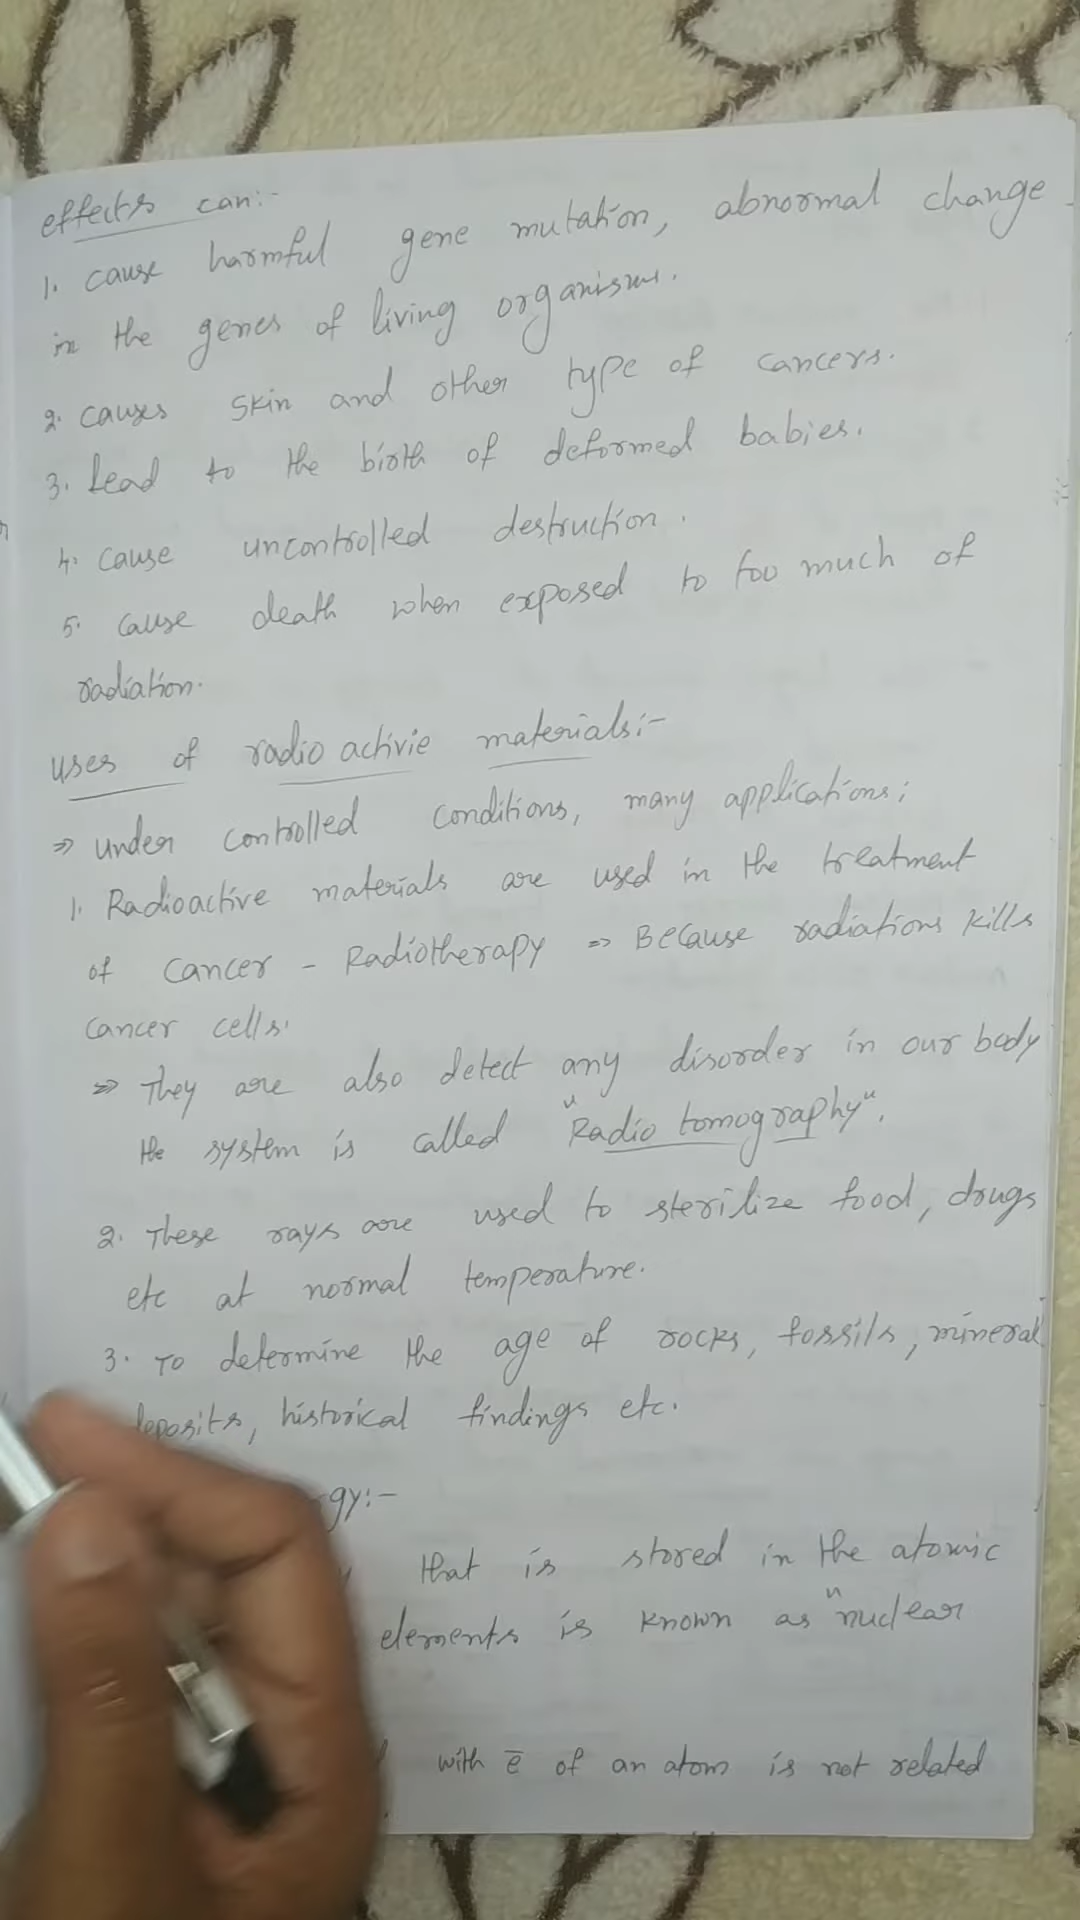 effects can:-
1. cause harmful gene mutation, abnormal change
in the genes of living organism.
2. causes skin and other type of cancers.
3. Lead to the birth of deformed babies.
4. cause uncontrolled destruction.
5. cause death when exposed to too much of
radiation.
uses of radio activie materials:-
⇒ under controlled conditions, many applications;
1. Radioactive materials are used in the treatment
of cancer - Radiotherapy ⇒ Because radiations kills
cancer cells.
⇒ They are also detect any disorder in our body
the system is called "Radio tomography".
2. These rays are used to sterilize food, drugs
etc at normal temperature.
3. To determine the age of rocks, fossils, mineral
deposits, historical findings etc.
gy:-
that is stored in the atomic
elements is known as "nuclear
with e̅ of an atom is not related